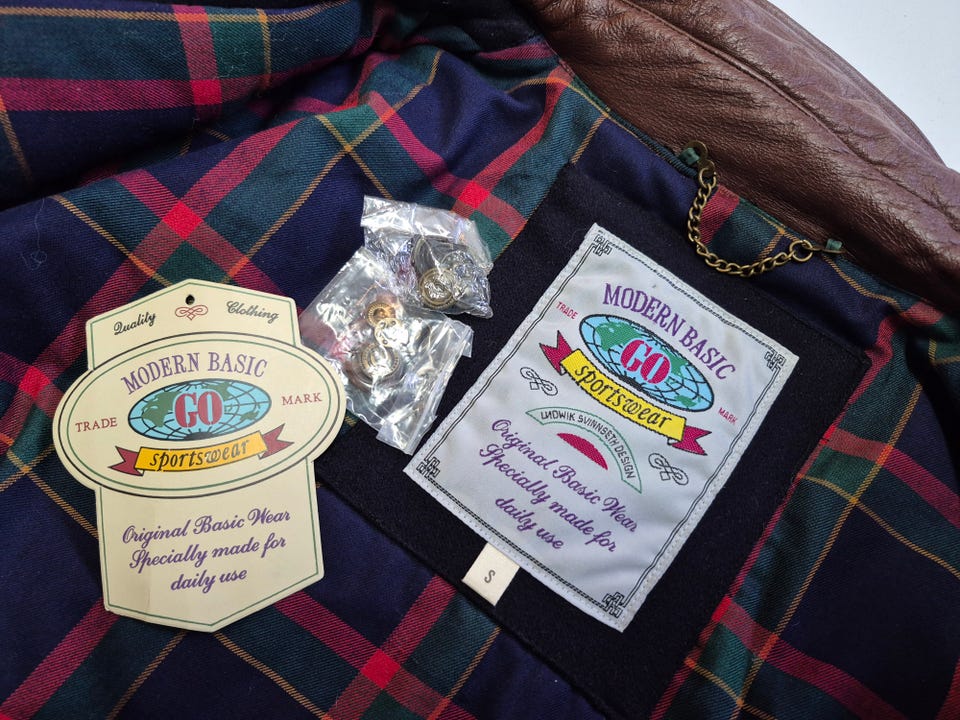 Quality Clothing
MODERN BASIC
TRADE GO MARK
sportswear
Original Basic Wear
Specially made for
daily use
MODERN BASIC
TRADE GO MARK
sportswear
LUDWIK SVINNSETH DESIGN
Original Basic Wear
Specially made for
daily use
S